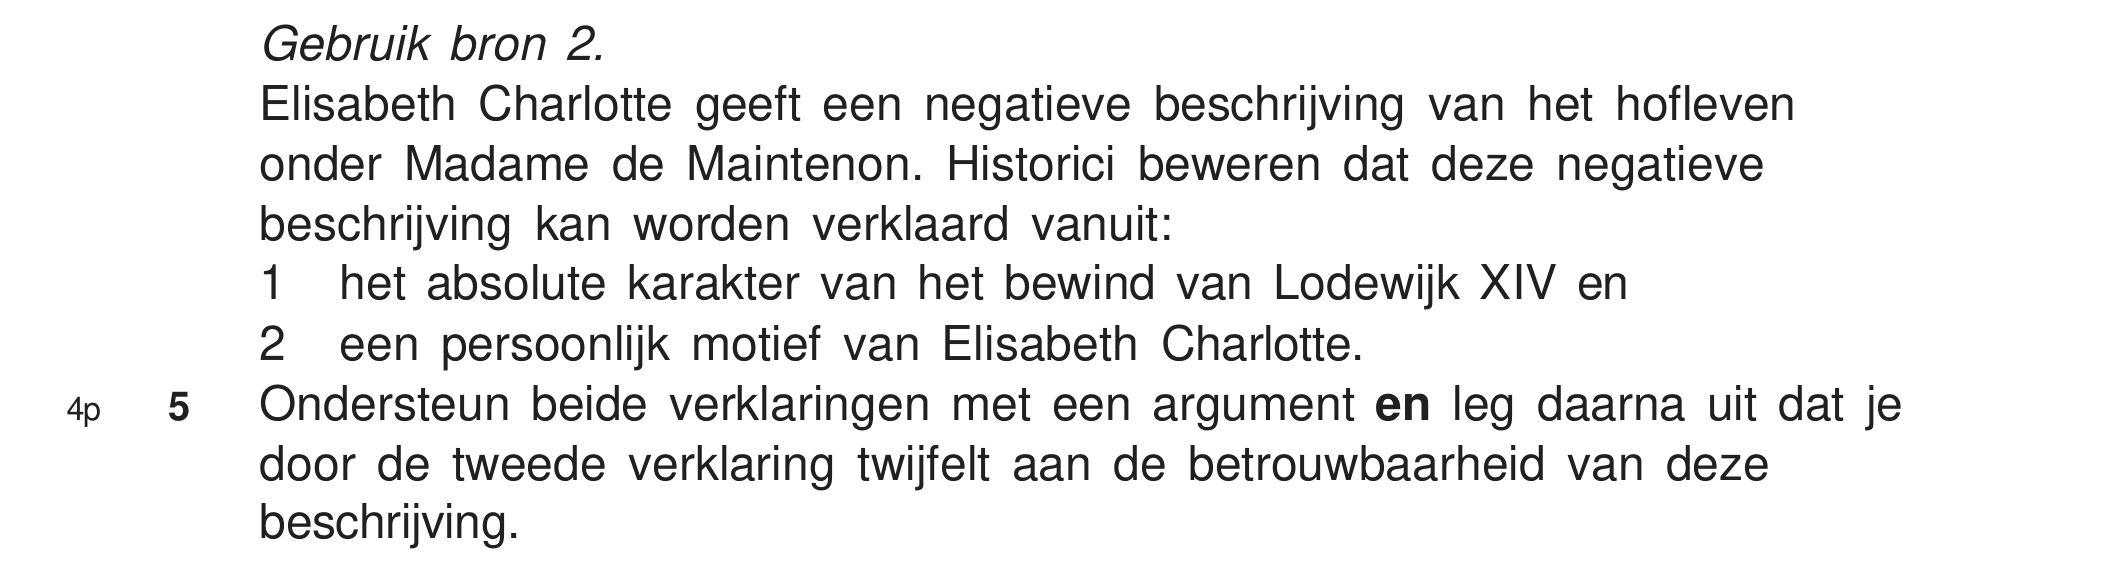 Gebruik bron 2.
Elisabeth Charlotte geeft een negatieve beschrijving van het hofleven
onder Madame de Maintenon. Historici beweren dat deze negatieve
beschrijving kan worden verklaard vanuit:
1 het absolute karakter van het bewind van Lodewijk XIV en
2 een persoonlijk motief van Elisabeth Charlotte.
4p 5 Ondersteun beide verklaringen met een argument en leg daarna uit dat je
door de tweede verklaring twijfelt aan de betrouwbaarheid van deze
beschrijving.